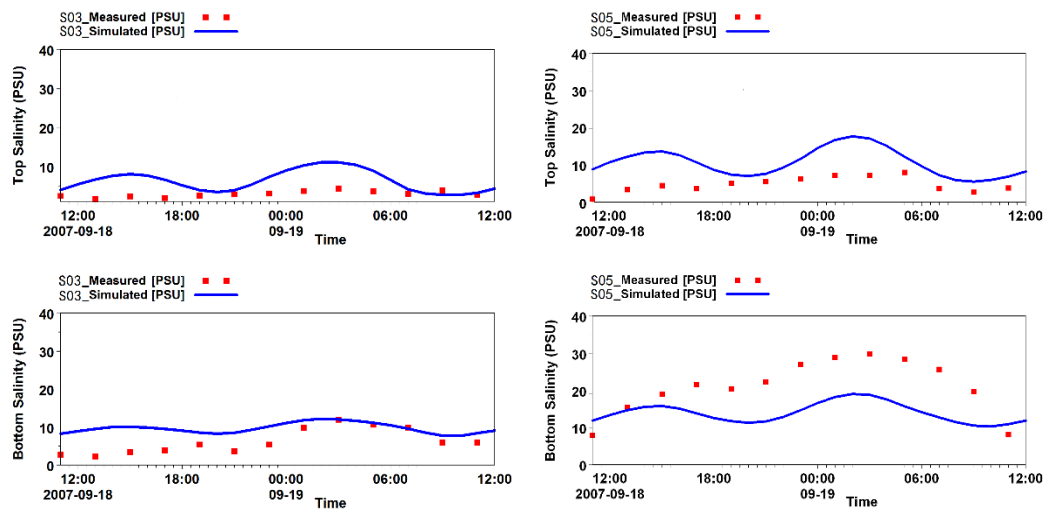 S03_Measured [PSU]
S03_Simulated [PSU]
40
30
20
10
Top Salinity (PSU)
12:00
18:00
00:00
06:00
12:00
2007-09-18
09-19
Time
S05_Measured [PSU]
S05_Simulated [PSU]
40
30
20
10
0
Top Salinity (PSU)
12:00
18:00
00:00
06:00
12:00
2007-09-18
09-19
Time
S03_Measured [PSU]
S03_Simulated [PSU]
40
30
20
10
0
Bottom Salinity (PSU)
12:00
18:00
00:00
06:00
12:00
2007-09-18
09-19
Time
S05_Measured [PSU]
S05_Simulated [PSU]
40
30
20
10
0
Bottom Salinity (PSU)
12:00
18:00
00:00
06:00
12:00
2007-09-18
09-19
Time